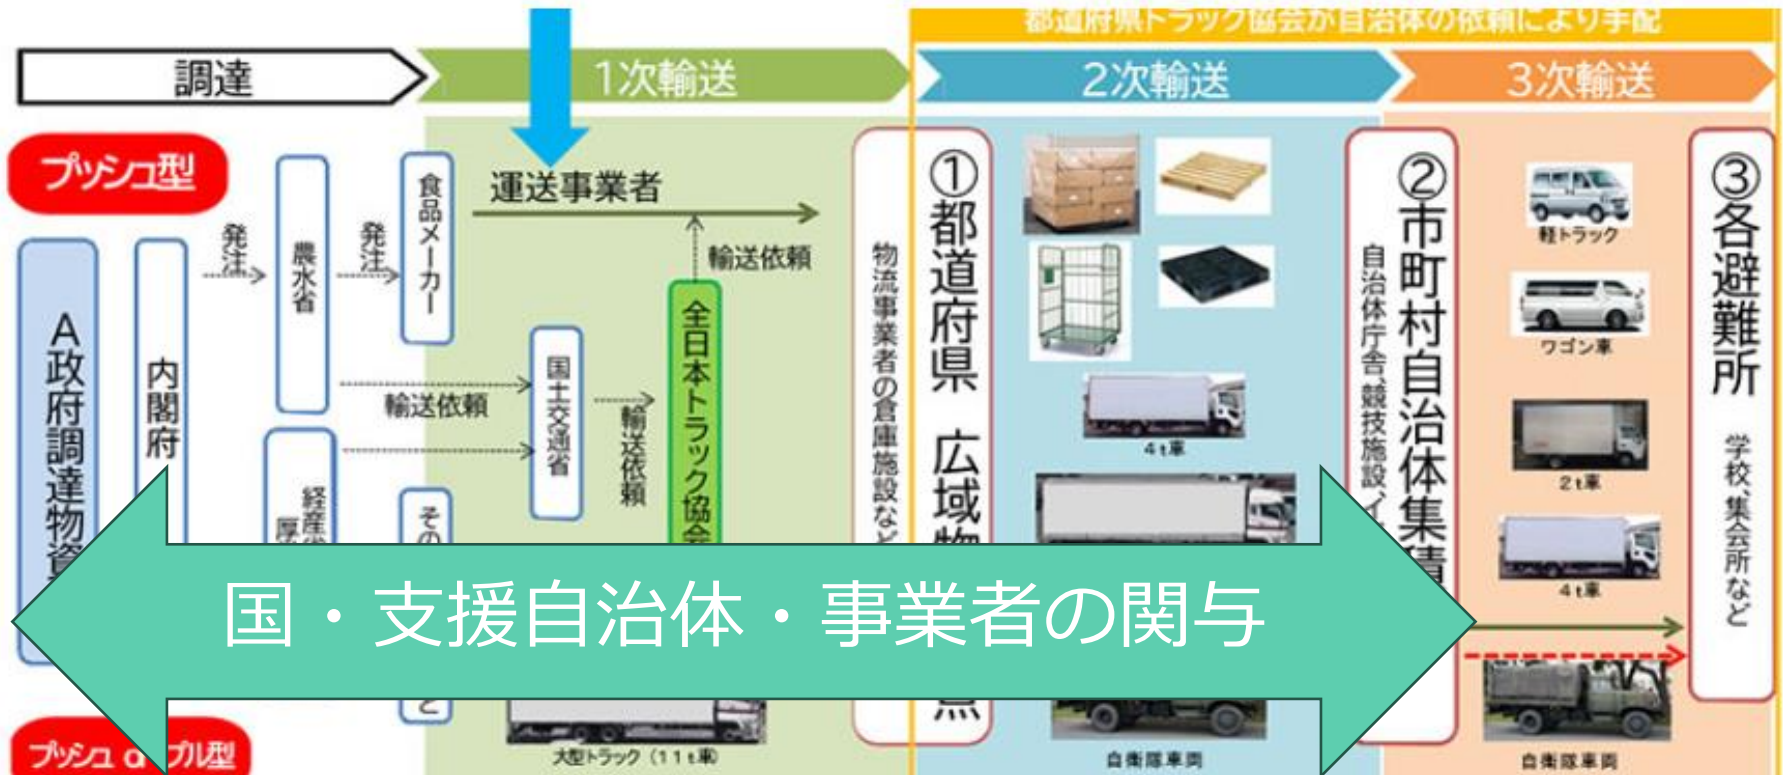 都道府県トラック協会が自治体の依頼により手配
調達
1次輸送
2次輸送
3次輸送
プッシュ型
A政府調達物資
内閣府
発注
農水省
発注
食品メーカー
運送事業者
輸送依頼
輸送依頼
国土交通省
輸送依頼
全日本トラック協会
経産省
厚
その
と
物流事業者の倉庫施設など
①都道府県 広域物
点
4t車
自治体庁舎、競技施設、イ
②市町村自治体集積
軽トラック
ワゴン車
2t車
4t車
③各避難所
学校、集会所など
国・支援自治体・事業者の関与
プッシュ
プル型
大型トラック（11t車）
自衛隊車両
自衛隊車両